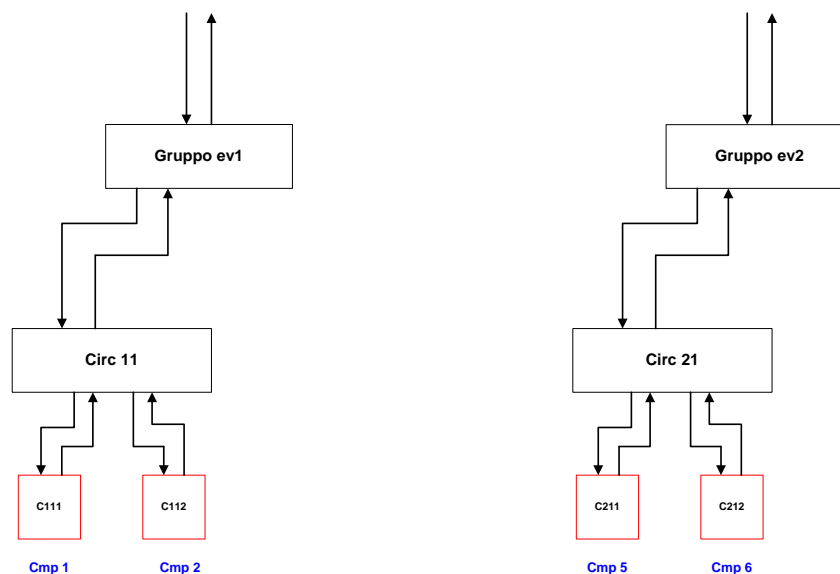 Gruppo ev1
Gruppo ev2
Circ 11
Circ 21
C111
C112
C211
C212
Cmp 1
Cmp 2
Cmp 5
Cmp 6